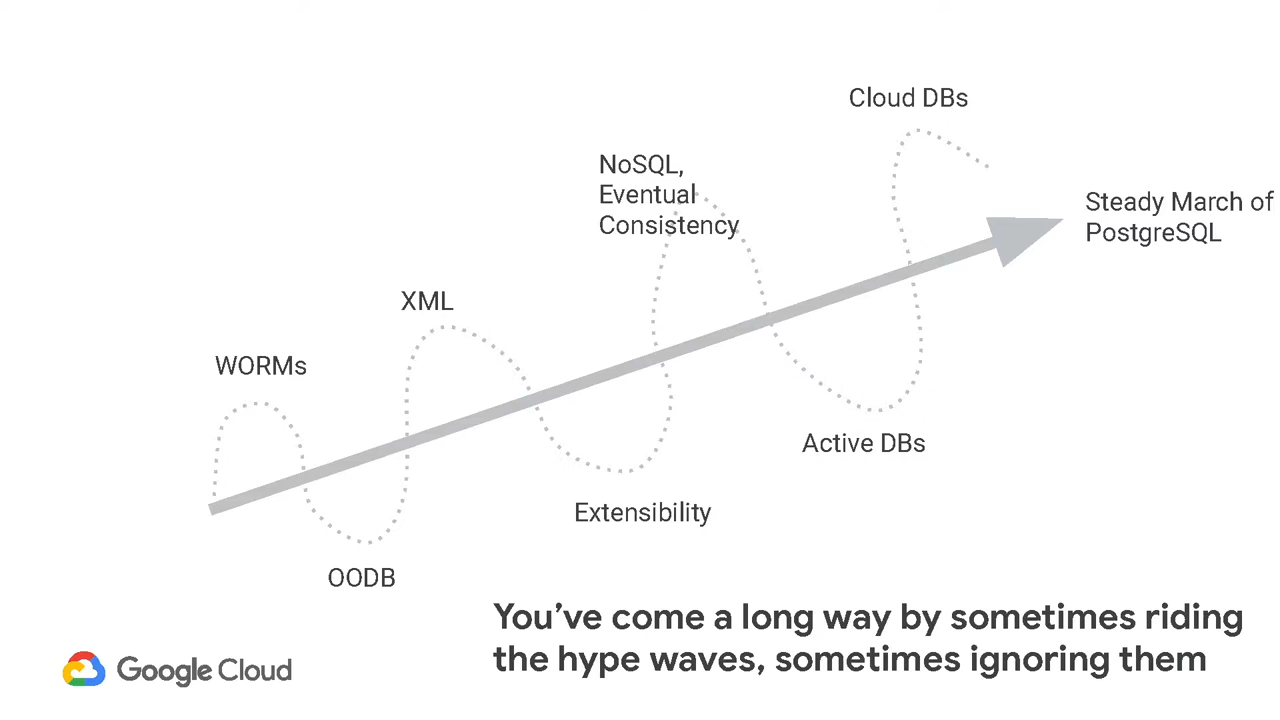 Cloud DBs
NoSQL,
Eventual
Consistency
Steady March of
PostgreSQL
XML
WORMs
Active DBs
Extensibility
OODB
You've come a long way by sometimes riding
the hype waves, sometimes ignoring them
Google Cloud